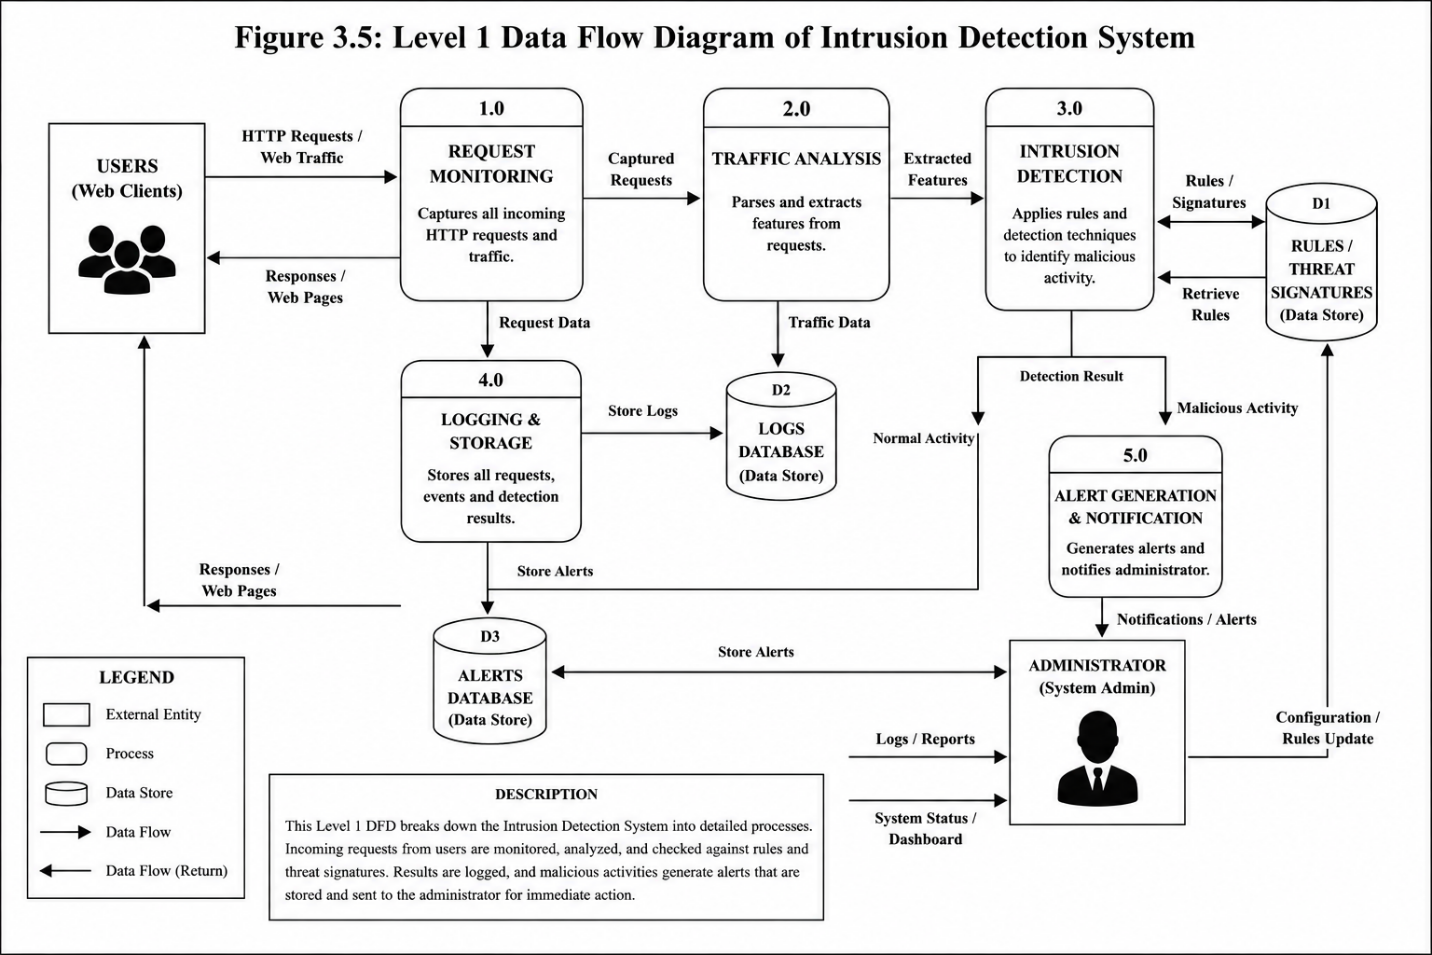 Figure 3.5: Level 1 Data Flow Diagram of Intrusion Detection System
USERS
(Web Clients)
HTTP Requests /
Web Traffic
Responses /
Web Pages
1.0
REQUEST
MONITORING
Captures all incoming
HTTP requests and
traffic.
Captured
Requests
2.0
TRAFFIC ANALYSIS
Parses and extracts
features from
requests.
Extracted
Features
3.0
INTRUSION
DETECTION
Applies rules and
detection techniques
to identify malicious
activity.
Rules /
Signatures
Retrieve
Rules
D1
RULES /
THREAT
SIGNATURES
(Data Store)
Request Data
Traffic Data
4.0
LOGGING &
STORAGE
Stores all requests,
events and detection
results.
Store Logs
D2
LOGS
DATABASE
(Data Store)
Detection Result
Normal Activity
Malicious Activity
5.0
ALERT GENERATION
& NOTIFICATION
Generates alerts and
notifies administrator.
Responses /
Web Pages
Store Alerts
Notifications / Alerts
D3
ALERTS
DATABASE
(Data Store)
Store Alerts
ADMINISTRATOR
(System Admin)
Logs / Reports
System Status /
Dashboard
Configuration /
Rules Update
LEGEND
External Entity
Process
Data Store
Data Flow
Data Flow (Return)
DESCRIPTION
This Level 1 DFD breaks down the Intrusion Detection System into detailed processes.
Incoming requests from users are monitored, analyzed, and checked against rules and
threat signatures. Results are logged, and malicious activities generate alerts that are
stored and sent to the administrator for immediate action.